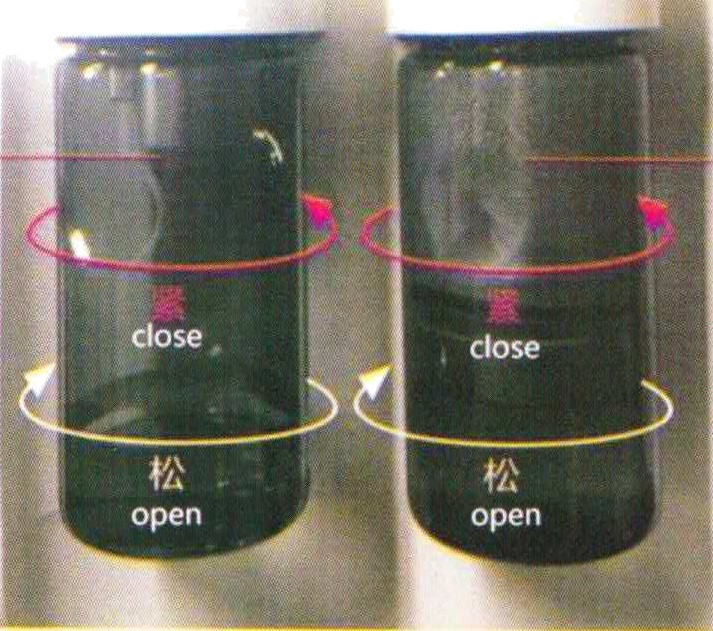 紧
close
松
open
紧
close
松
open